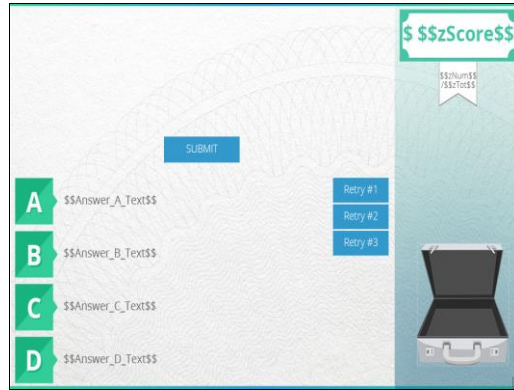 $ $$zScore$$
$$zNum$$
/$$zTot$$
SUBMIT
A $$Answer_A_Text$$
Retry #1
Retry #2
B $$Answer_B_Text$$
Retry #3
C $$Answer_C_Text$$
D $$Answer_D_Text$$